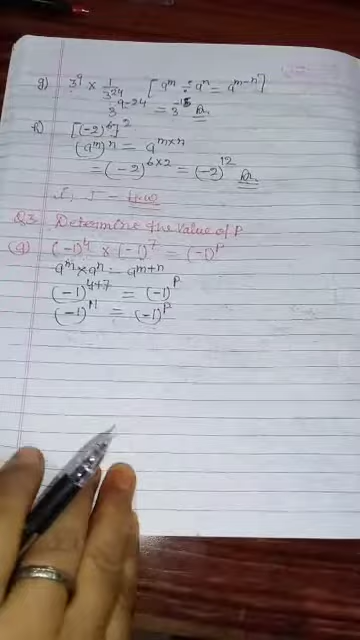 g) 3^9 × 1/3^24 [a^m ÷ a^n = a^m-n]
3^9-24 = 3^-15 Ans
h) [(-2)^6]^2
(a^m)^n = a^m×n
= (-2)^6×2 = (-2)^12 Ans
Q3. Determine the value of P
(a) (-1)^4 × (-1)^7 = (-1)^P
a^m × a^n = a^m+n
(-1)^4+7 = (-1)^P
(-1)^11 = (-1)^P